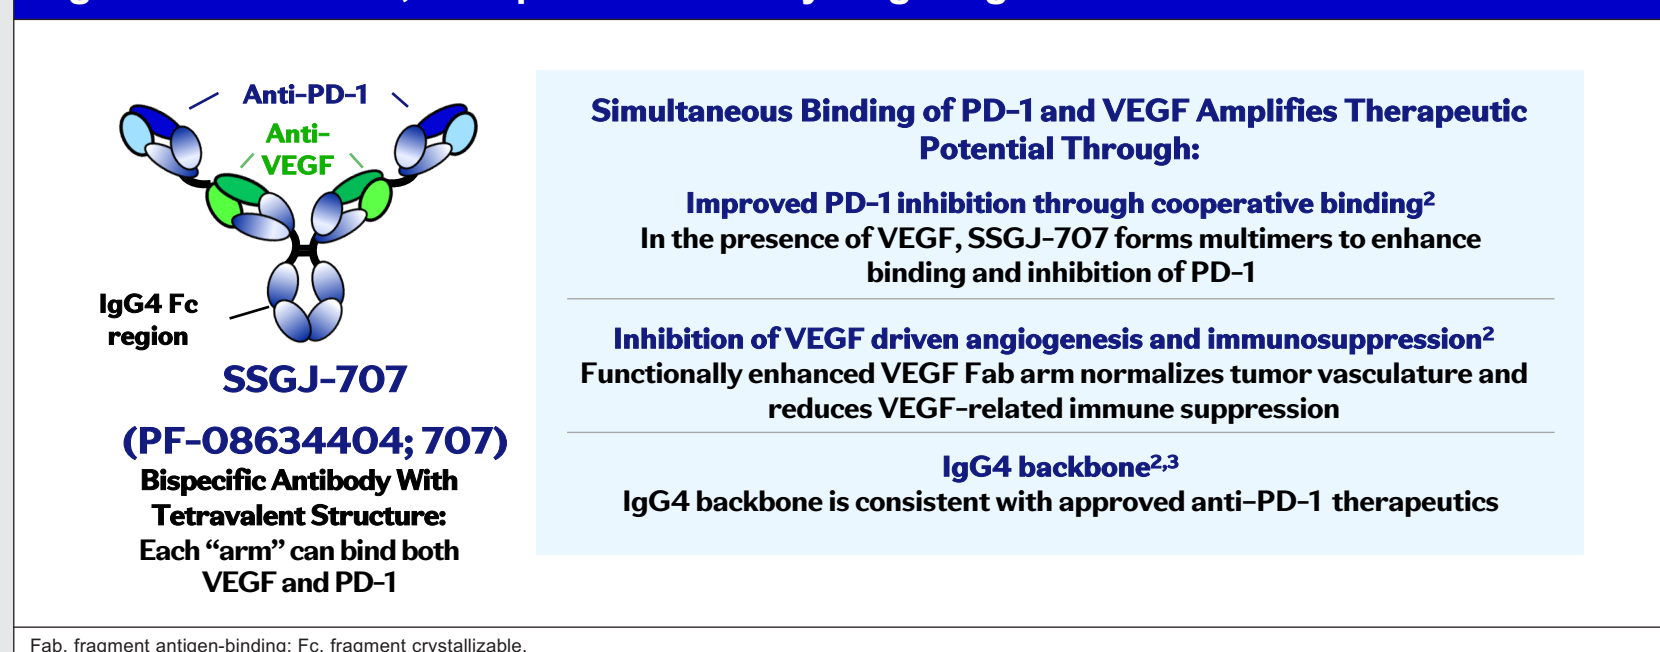 Anti-PD-1
Anti-
VEGF
IgG4 Fc
region
SSGJ-707
(PF-08634404; 707)
Bispecific Antibody With
Tetravalent Structure:
Each “arm” can bind both
VEGF and PD-1
Simultaneous Binding of PD-1 and VEGF Amplifies Therapeutic
Potential Through:
Improved PD-1 inhibition through cooperative binding²
In the presence of VEGF, SSGJ-707 forms multimers to enhance
binding and inhibition of PD-1
Inhibition of VEGF driven angiogenesis and immunosuppression²
Functionally enhanced VEGF Fab arm normalizes tumor vasculature and
reduces VEGF-related immune suppression
IgG4 backbone²,³
IgG4 backbone is consistent with approved anti-PD-1 therapeutics
Fab, fragment antigen-binding; Fc, fragment crystallizable.